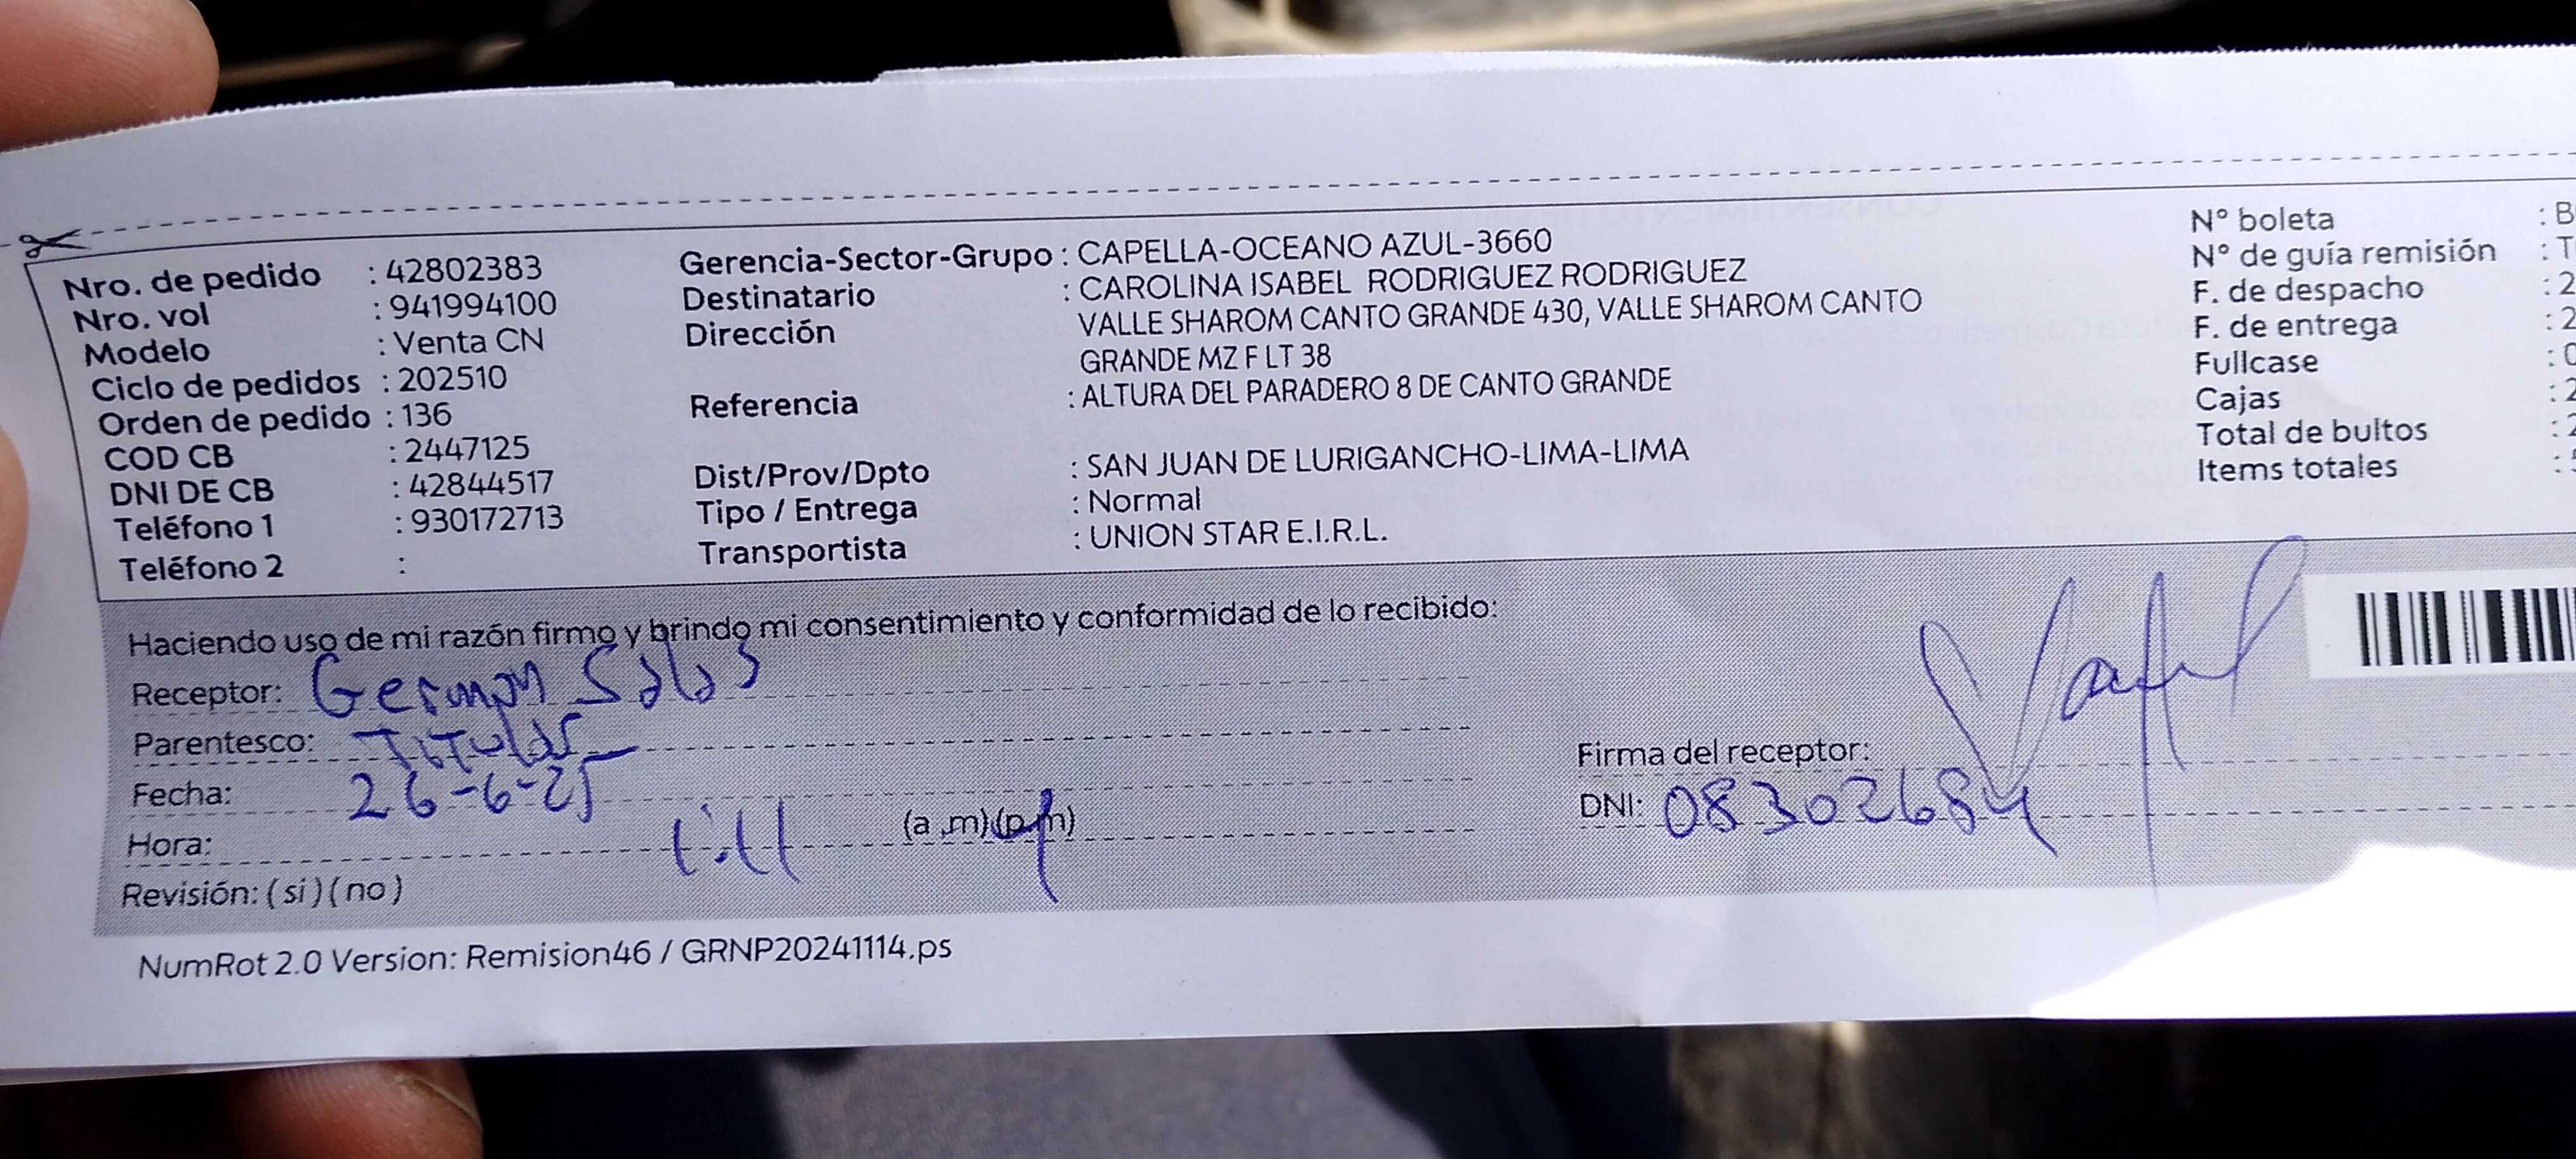 Nro. de pedido : 42802383
Nro. vol : 941994100
Modelo : Venta CN
Ciclo de pedidos : 202510
Orden de pedido : 136
COD CB : 2447125
DNI DE CB : 42844517
Teléfono 1 : 930172713
Teléfono 2 :
Gerencia-Sector-Grupo : CAPELLA-OCEANO AZUL-3660
Destinatario : CAROLINA ISABEL RODRIGUEZ RODRIGUEZ
Dirección VALLE SHAROM CANTO GRANDE 430, VALLE SHAROM CANTO
GRANDE MZ F LT 38
Referencia : ALTURA DEL PARADERO 8 DE CANTO GRANDE
Dist/Prov/Dpto : SAN JUAN DE LURIGANCHO-LIMA-LIMA
Tipo / Entrega : Normal
Transportista : UNION STAR E.I.R.L.
N° boleta : B
N° de guía remisión : T
F. de despacho : 2
F. de entrega : 2
Fullcase : 0
Cajas : 2
Total de bultos : 2
Items totales :
Haciendo uso de mi razón firmo y brindo mi consentimiento y conformidad de lo recibido:
Receptor: German Salas
Parentesco: Titular
Fecha: 26-6-25
Hora: (a.m)(p.m)
Revisión: (si)(no)
Firma del receptor:
DNI: 08302684
NumRot 2.0 Version: Remision46 / GRNP20241114.ps